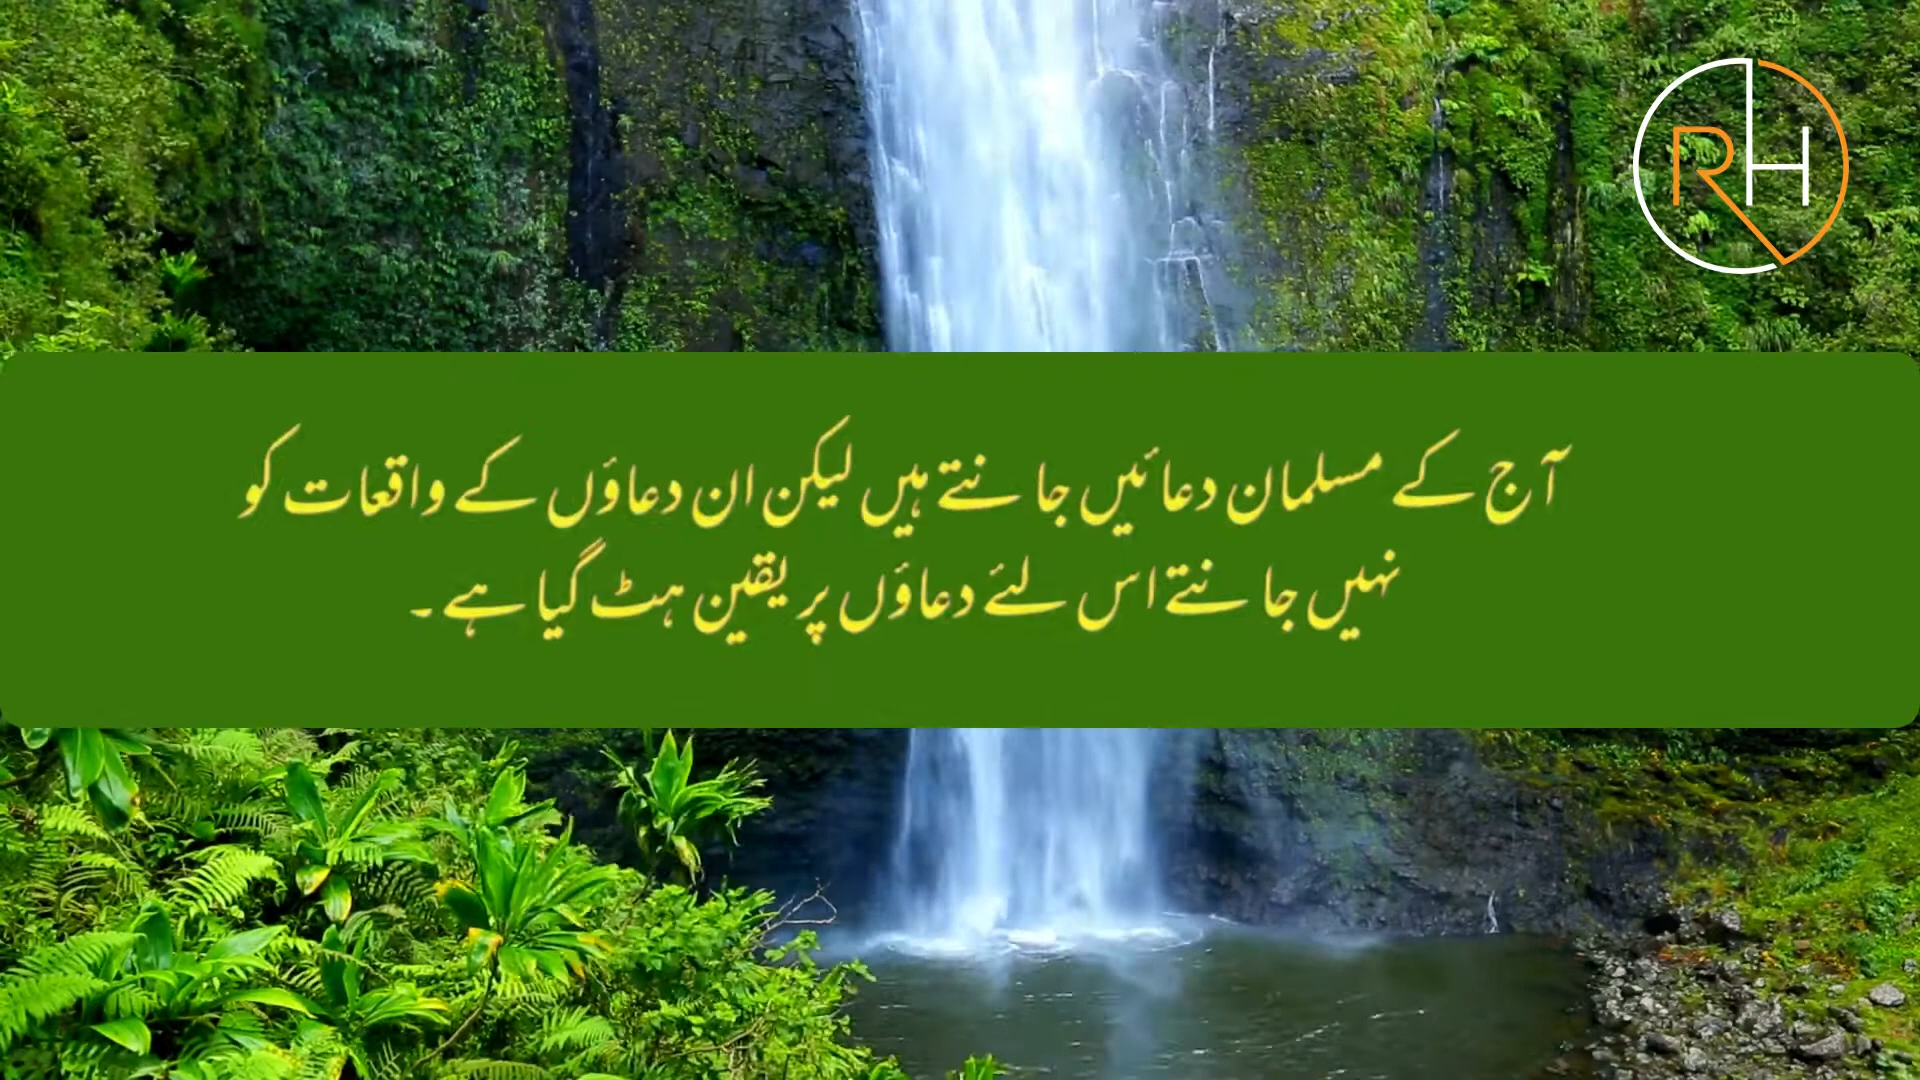 RH
آج کے مسلمان دعائیں جانتے ہیں لیکن ان دعاؤں کے واقعات کو
نہیں جانتے اس لئے دعاؤں پر یقین ہٹ گیا ہے ۔